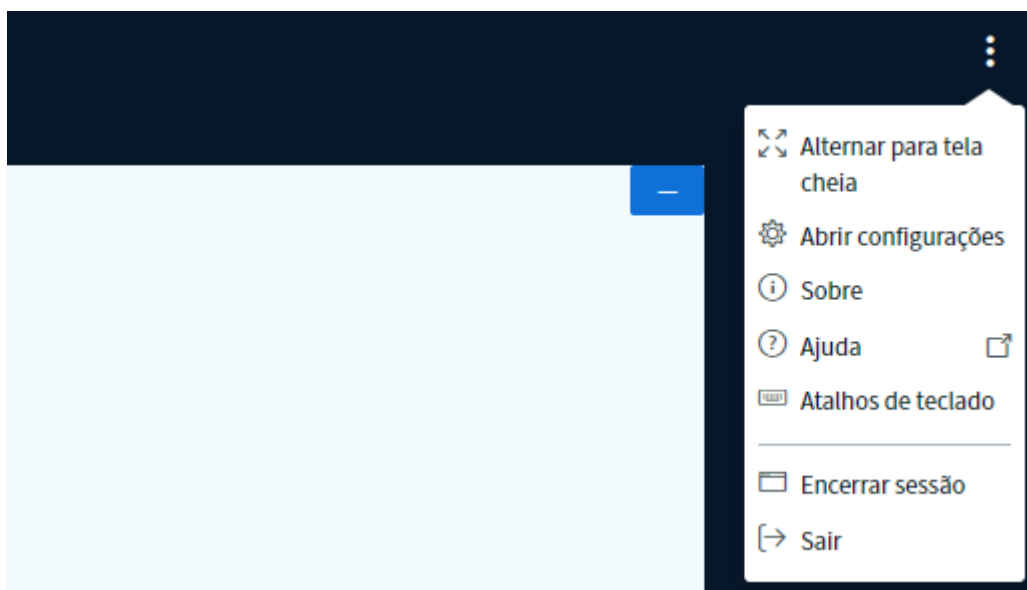 Alternar para tela
cheia
Abrir configurações
Sobre
Ajuda
Atalhos de teclado
Encerrar sessão
Sair